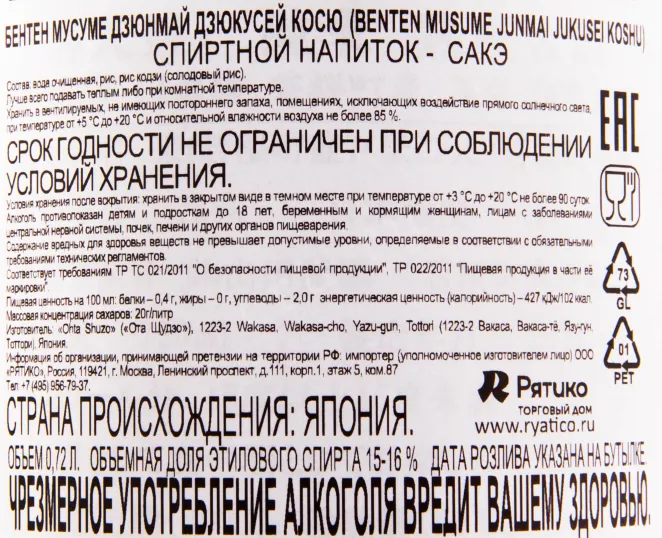 БЕНТЕН МУСУМЕ ДЗЮНМАЙ ДЗЮКУСЕЙ КОСЮ (BENTEN MUSUME JUNMAI JUKUSEI KOSHU)
СПИРТНОЙ НАПИТОК - САКЭ
Состав: вода очищенная, рис, рис кодзи (солодовый рис).
Лучше всего подавать теплым либо при комнатной температуре.
Хранить в вентилируемых, не имеющих постороннего запаха, помещениях, исключающих воздействие прямого солнечного света,
при температуре от +5 °С до +20 °С и относительной влажности воздуха не более 85 %.
СРОК ГОДНОСТИ НЕ ОГРАНИЧЕН ПРИ СОБЛЮДЕНИИ
УСЛОВИЙ ХРАНЕНИЯ.
Условия хранения после вскрытия: хранить в закрытом виде в темном месте при температуре от +3 °С до +20 °С не более 90 суток.
Алкоголь противопоказан детям и подросткам до 18 лет, беременным и кормящим женщинам, лицам с заболеваниями
центральной нервной системы, почек, печени и других органов пищеварения.
Содержание вредных для здоровья веществ не превышает допустимые уровни, определяемые в соответствии с обязательными
требованиями технических регламентов.
Соответствует требованиям ТР ТС 021/2011 "О безопасности пищевой продукции", ТР 022/2011 "Пищевая продукция в части её
маркировки".
Пищевая ценность на 100 мл: белки – 0,4 г, жиры – 0 г, углеводы – 2,0 г энергетическая ценность (калорийность) – 427 кДж/102 ккал.
Массовая концентрация сахаров: 20г/литр
Изготовитель: «Ohta Shuzo» («Ота Щудзо»), 1223-2 Wakasa, Wakasa-cho, Yazu-gun, Tottori (1223-2 Вакаса, Вакаса-тё, Язу-гун,
Тоттори), Япония.
Информация об организации, принимающей претензии на территории РФ: импортер (уполномоченное изготовителем лицо) ООО
«РЯТИКО», Россия, 119421, г. Москва, Ленинский проспект, д.111, корп.1, этаж 5, ком.87
Тел +7 (495) 956-79-37.
СТРАНА ПРОИСХОЖДЕНИЯ: ЯПОНИЯ.
ОБЪЕМ 0,72 Л. ОБЪЕМНАЯ ДОЛЯ ЭТИЛОВОГО СПИРТА 15-16 % ДАТА РОЗЛИВА УКАЗАНА НА БУТЫЛКЕ.
ЧРЕЗМЕРНОЕ УПОТРЕБЛЕНИЕ АЛКОГОЛЯ ВРЕДИТ ВАШЕМУ ЗДОРОВЬЮ.
EAC
73
GL
01
PET
Рятико
ТОРГОВЫЙ ДОМ
www.ryatico.ru